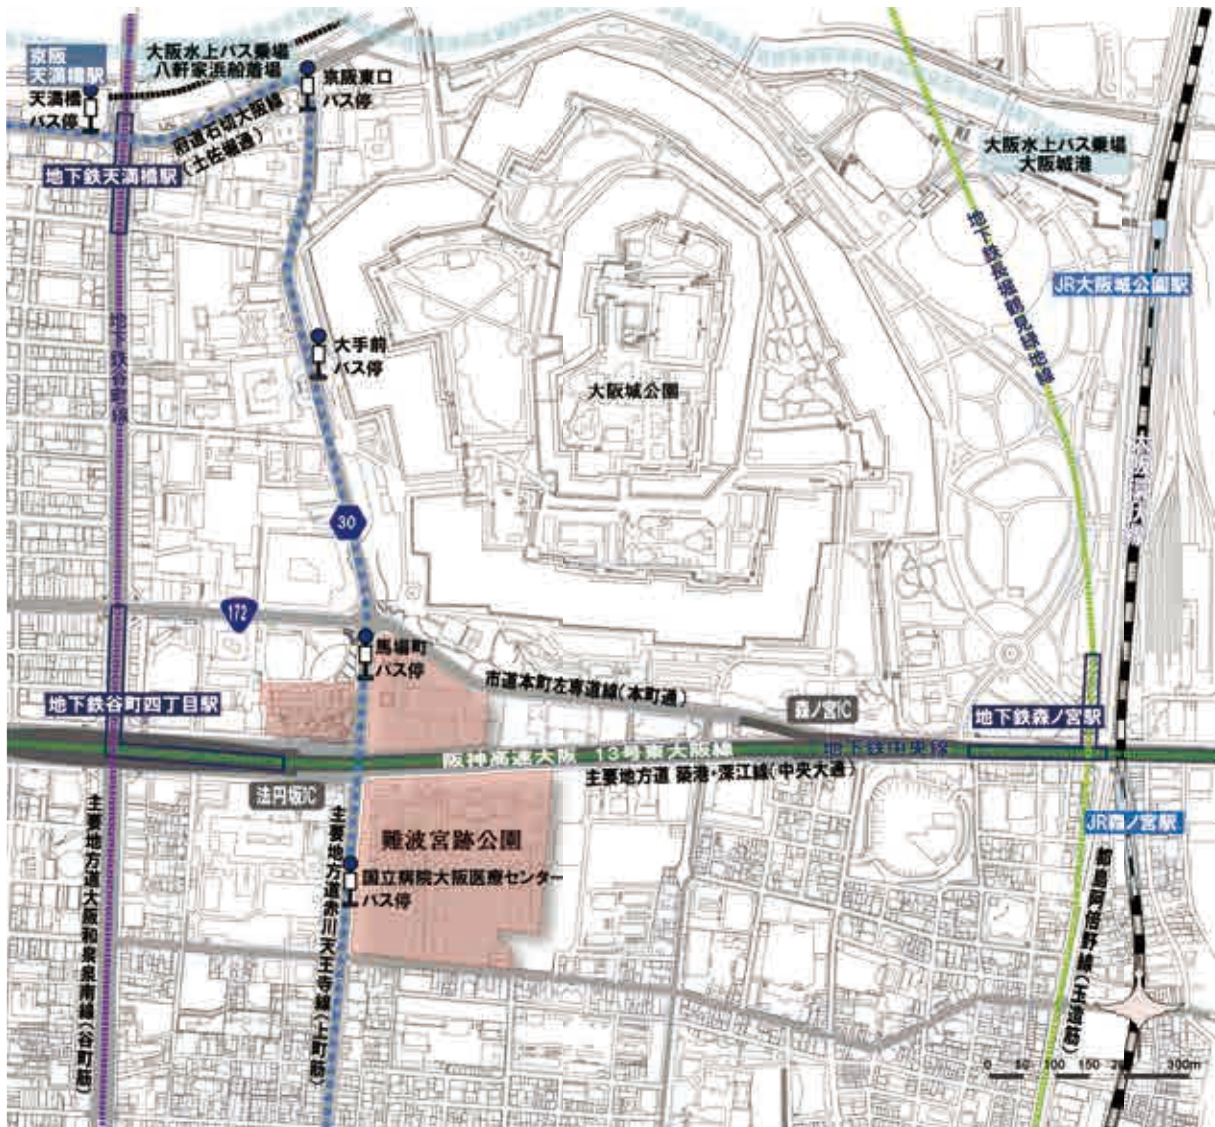 京阪
天満橋駅
天満橋
バス停
大阪水上バス乗場
八軒家浜船着場
京阪東口
バス停
府道石切大阪線
(土佐堀通)
地下鉄天満橋駅
大阪水上バス乗場
大阪城港
地下鉄長堀鶴見緑地線
JR大阪城公園駅
地下鉄谷町線
大手前
バス停
大阪城公園
30
172
馬場町
バス停
市道本町左専道線(本町通)
森ノ宮IC
地下鉄谷町四丁目駅
地下鉄森ノ宮駅
阪神高速大阪 13号東大阪線
地下鉄中央線
主要地方道 築港・深江線(中央大通)
法円坂IC
難波宮跡公園
JR森ノ宮駅
国立病院大阪医療センター
バス停
主要地方道大阪和泉泉南線(谷町筋)
主要地方道赤川天王寺線(上町筋)
都島阿倍野線(玉造筋)
0 50 100 150 300m